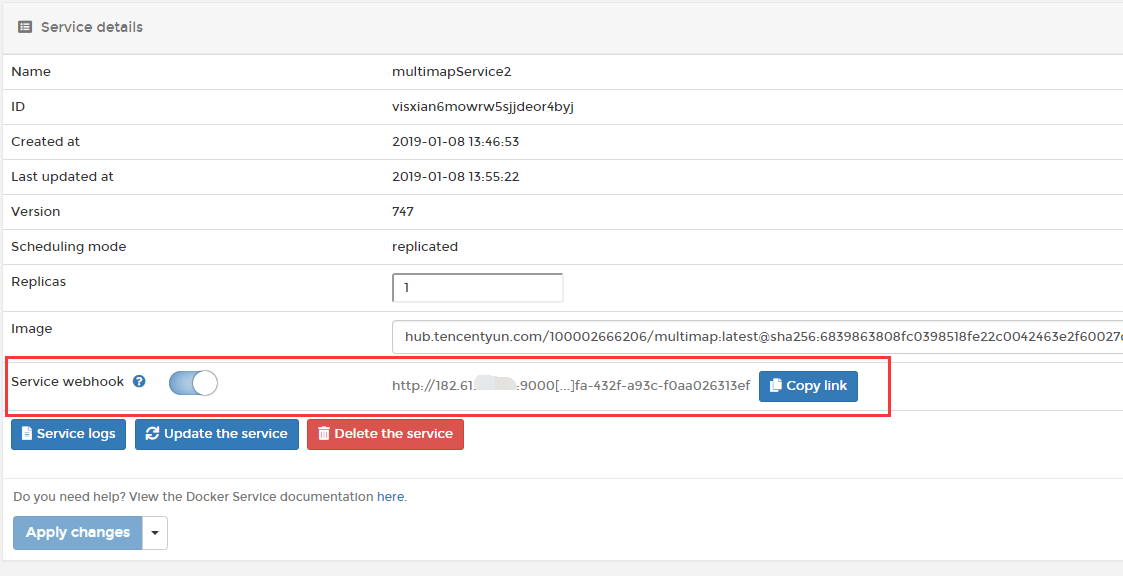 Service details
Name multimapService2
ID visxian6mowrw5sjjdeor4byj
Created at 2019-01-08 13:46:53
Last updated at 2019-01-08 13:55:22
Version 747
Scheduling mode replicated
Replicas 1
Image hub.tencentyun.com/100002666206/multimap:latest@sha256:6839863808fc0398518fe22c0042463e2f60027
Service webhook ? http://182.61. :9000[...]fa-432f-a93c-f0aa026313ef Copy link
Service logs Update the service Delete the service
Do you need help? View the Docker Service documentation here.
Apply changes